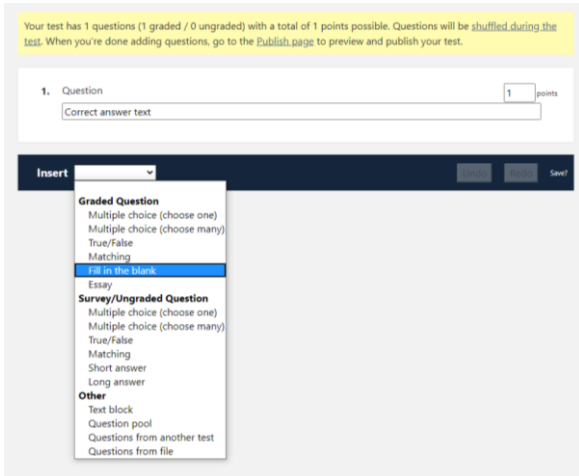 Your test has 1 questions (1 graded / 0 ungraded) with a total of 1 points possible. Questions will be shuffled during the
test. When you're done adding questions, go to the Publish page to preview and publish your test.
1. Question 1 points
Correct answer text
Insert Undo Redo Save?
Graded Question
Multiple choice (choose one)
Multiple choice (choose many)
True/False
Matching
Fill in the blank
Essay
Survey/Ungraded Question
Multiple choice (choose one)
Multiple choice (choose many)
True/False
Matching
Short answer
Long answer
Other
Text block
Question pool
Questions from another test
Questions from file